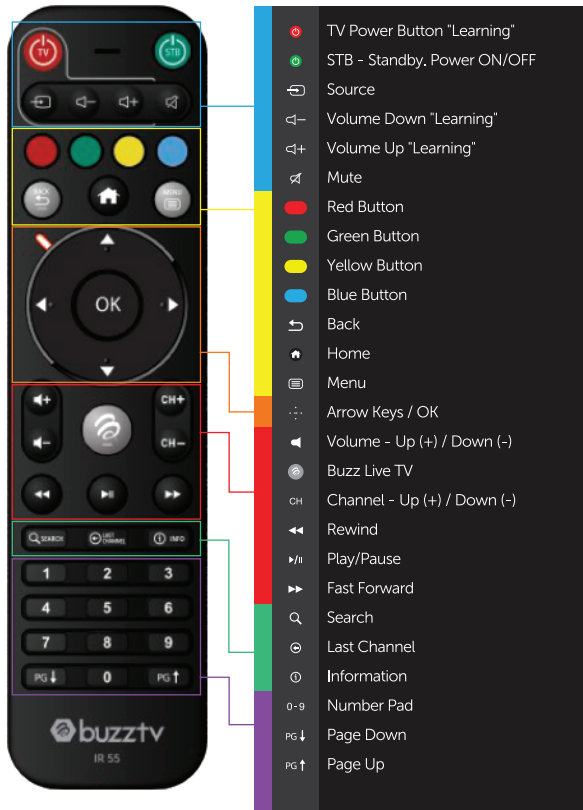 TV
STB
BACK
MENU
OK
CH+
CH−
SEARCH
LAST
CHANNEL
INFO
1 2 3
4 5 6
7 8 9
PG↓ 0 PG↑
buzztv
IR 55
TV Power Button "Learning"
STB - Standby. Power ON/OFF
Source
Volume Down "Learning"
Volume Up "Learning"
Mute
Red Button
Green Button
Yellow Button
Blue Button
Back
Home
Menu
Arrow Keys / OK
Volume - Up (+) / Down (-)
Buzz Live TV
CH Channel - Up (+) / Down (-)
Rewind
Play/Pause
Fast Forward
Search
Last Channel
Information
0-9 Number Pad
PG↓ Page Down
PG↑ Page Up